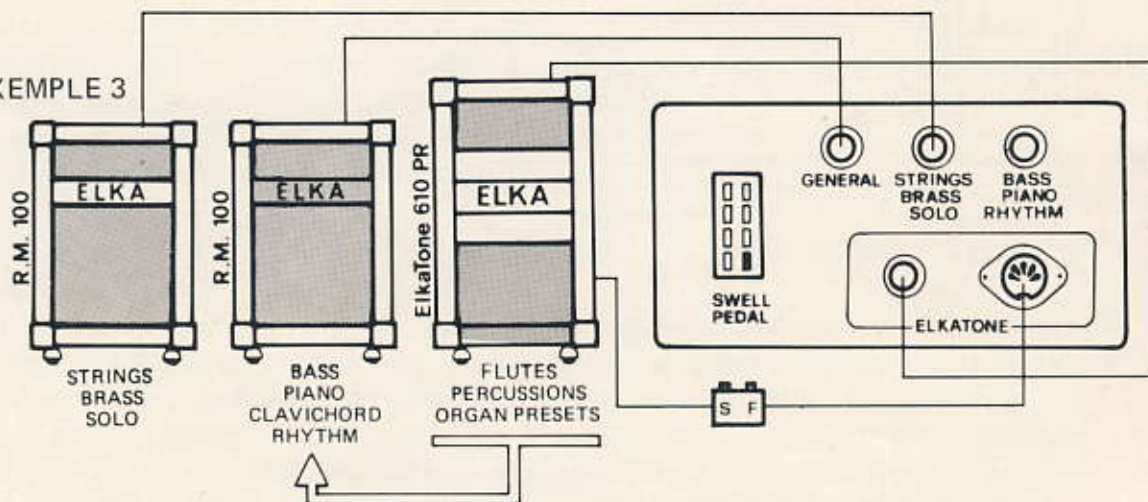 XEMPLE 3
R.M. 100
ELKA
STRINGS
BRASS
SOLO
R.M. 100
ELKA
BASS
PIANO
CLAVICHORD
RHYTHM
ElkaTone 610 PR
ELKA
FLUTES
PERCUSSIONS
ORGAN PRESETS
SWELL
PEDAL
GENERAL
STRINGS
BRASS
SOLO
BASS
PIANO
RHYTHM
ELKATONE
S F